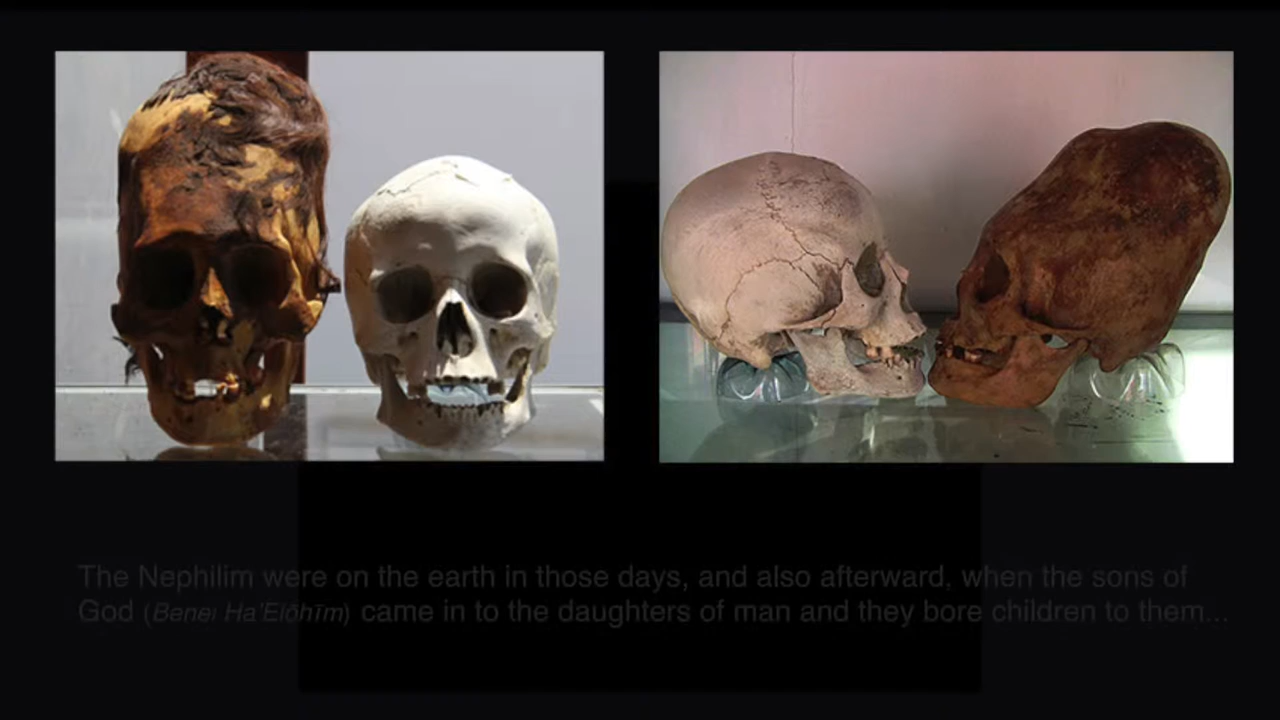 The Nephilim were on the earth in those days, and also afterward, when the sons of
God (Benei Ha'Elōhīm) came in to the daughters of man and they bore children to them...